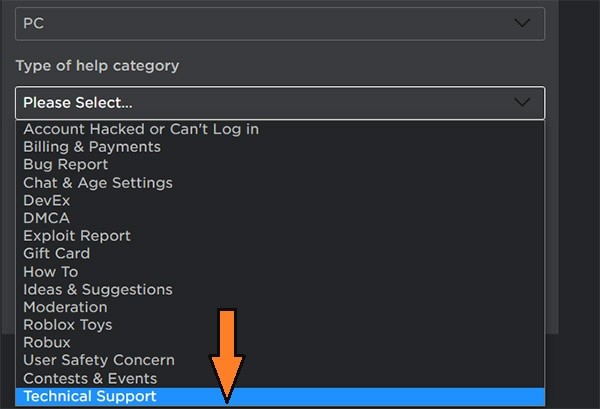 PC
Type of help category
Please Select...
Account Hacked or Can't Log in
Billing & Payments
Bug Report
Chat & Age Settings
DevEx
DMCA
Exploit Report
Gift Card
How To
Ideas & Suggestions
Moderation
Roblox Toys
Robux
User Safety Concern
Contests & Events
Technical Support